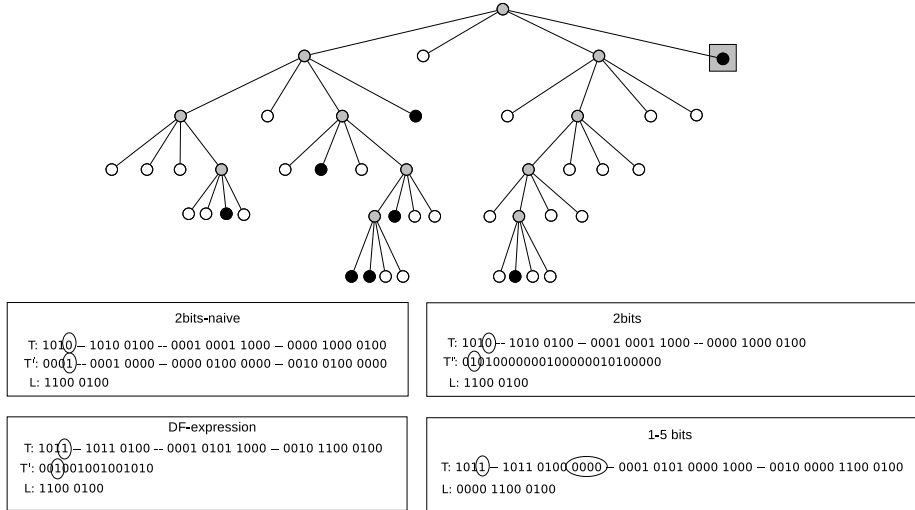 2bits-naive
T: 1010 – 1010 0100 -- 0001 0001 1000 – 0000 1000 0100
T': 0001 -- 0001 0000 – 0000 0100 0000 – 0010 0100 0000
L: 1100 0100
2bits
T: 1010 -- 1010 0100 – 0001 0001 1000 -- 0000 1000 0100
T": 010100000001000000010100000
L: 1100 0100
DF-expression
T: 1011 – 1011 0100 -- 0001 0101 1000 – 0010 1100 0100
T': 001001001001010
L: 1100 0100
1-5 bits
T: 1011 – 1011 0100 0000 – 0001 0101 0000 1000 – 0010 0000 1100 0100
L: 0000 1100 0100